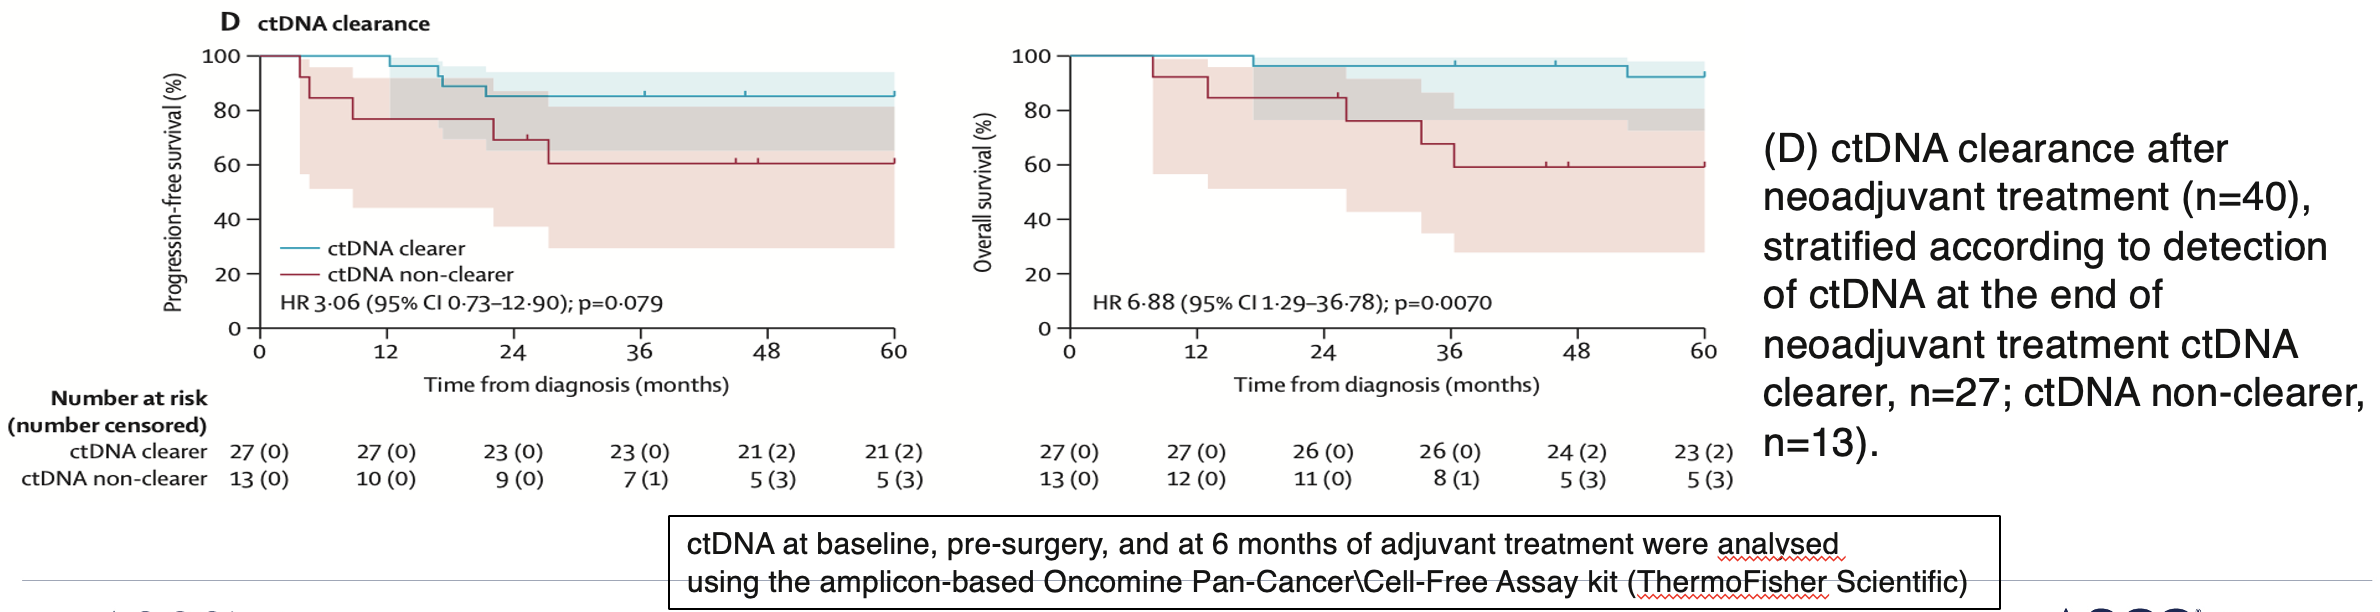 D ctDNA clearance
Progression-free survival (%)
100
80
60
40
20
0
ctDNA clearer
ctDNA non-clearer
HR 3·06 (95% CI 0·73–12·90); p=0·079
0 12 24 36 48 60
Time from diagnosis (months)
Overall survival (%)
100
80
60
40
20
0
HR 6·88 (95% CI 1·29–36·78); p=0·0070
0 12 24 36 48 60
Time from diagnosis (months)
Number at risk
(number censored)
ctDNA clearer 27 (0) 27 (0) 23 (0) 23 (0) 21 (2) 21 (2) 27 (0) 27 (0) 26 (0) 26 (0) 24 (2) 23 (2)
ctDNA non-clearer 13 (0) 10 (0) 9 (0) 7 (1) 5 (3) 5 (3) 13 (0) 12 (0) 11 (0) 8 (1) 5 (3) 5 (3)
(D) ctDNA clearance after
neoadjuvant treatment (n=40),
stratified according to detection
of ctDNA at the end of
neoadjuvant treatment ctDNA
clearer, n=27; ctDNA non-clearer,
n=13).
ctDNA at baseline, pre-surgery, and at 6 months of adjuvant treatment were analysed
using the amplicon-based Oncomine Pan-Cancer\Cell-Free Assay kit (ThermoFisher Scientific)